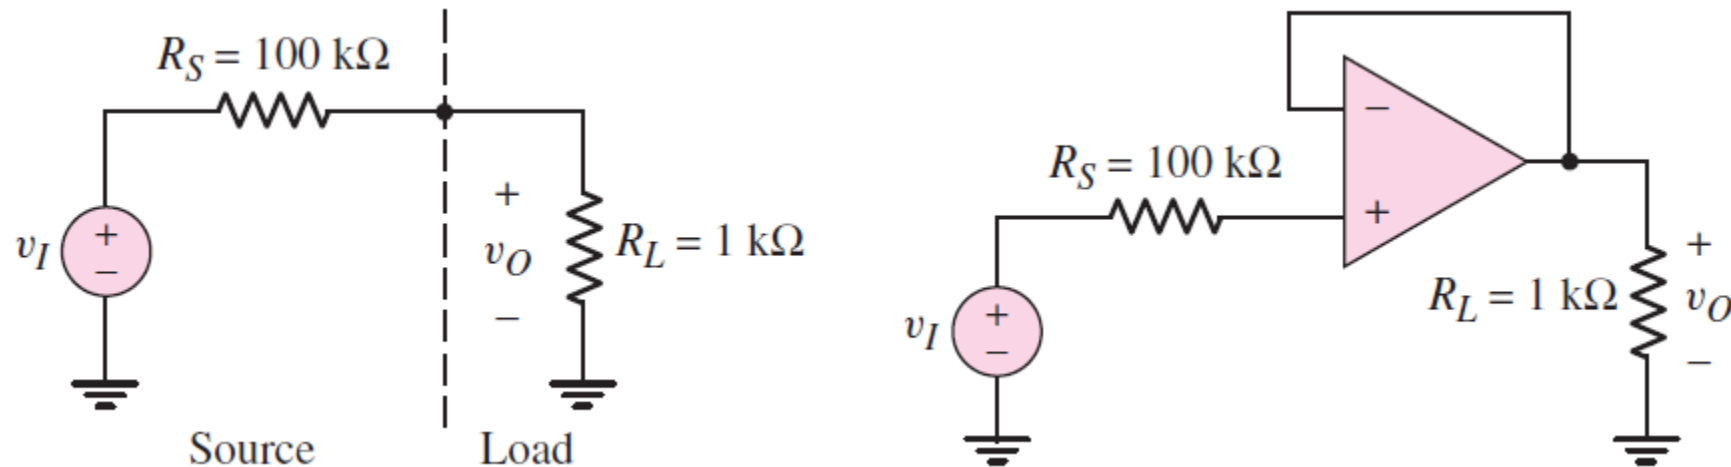 R_S = 100 kΩ
+
−
v_I
+
v_O
−
R_L = 1 kΩ
Source
Load
−
+
R_S = 100 kΩ
+
−
v_I
R_L = 1 kΩ
+
v_O
−